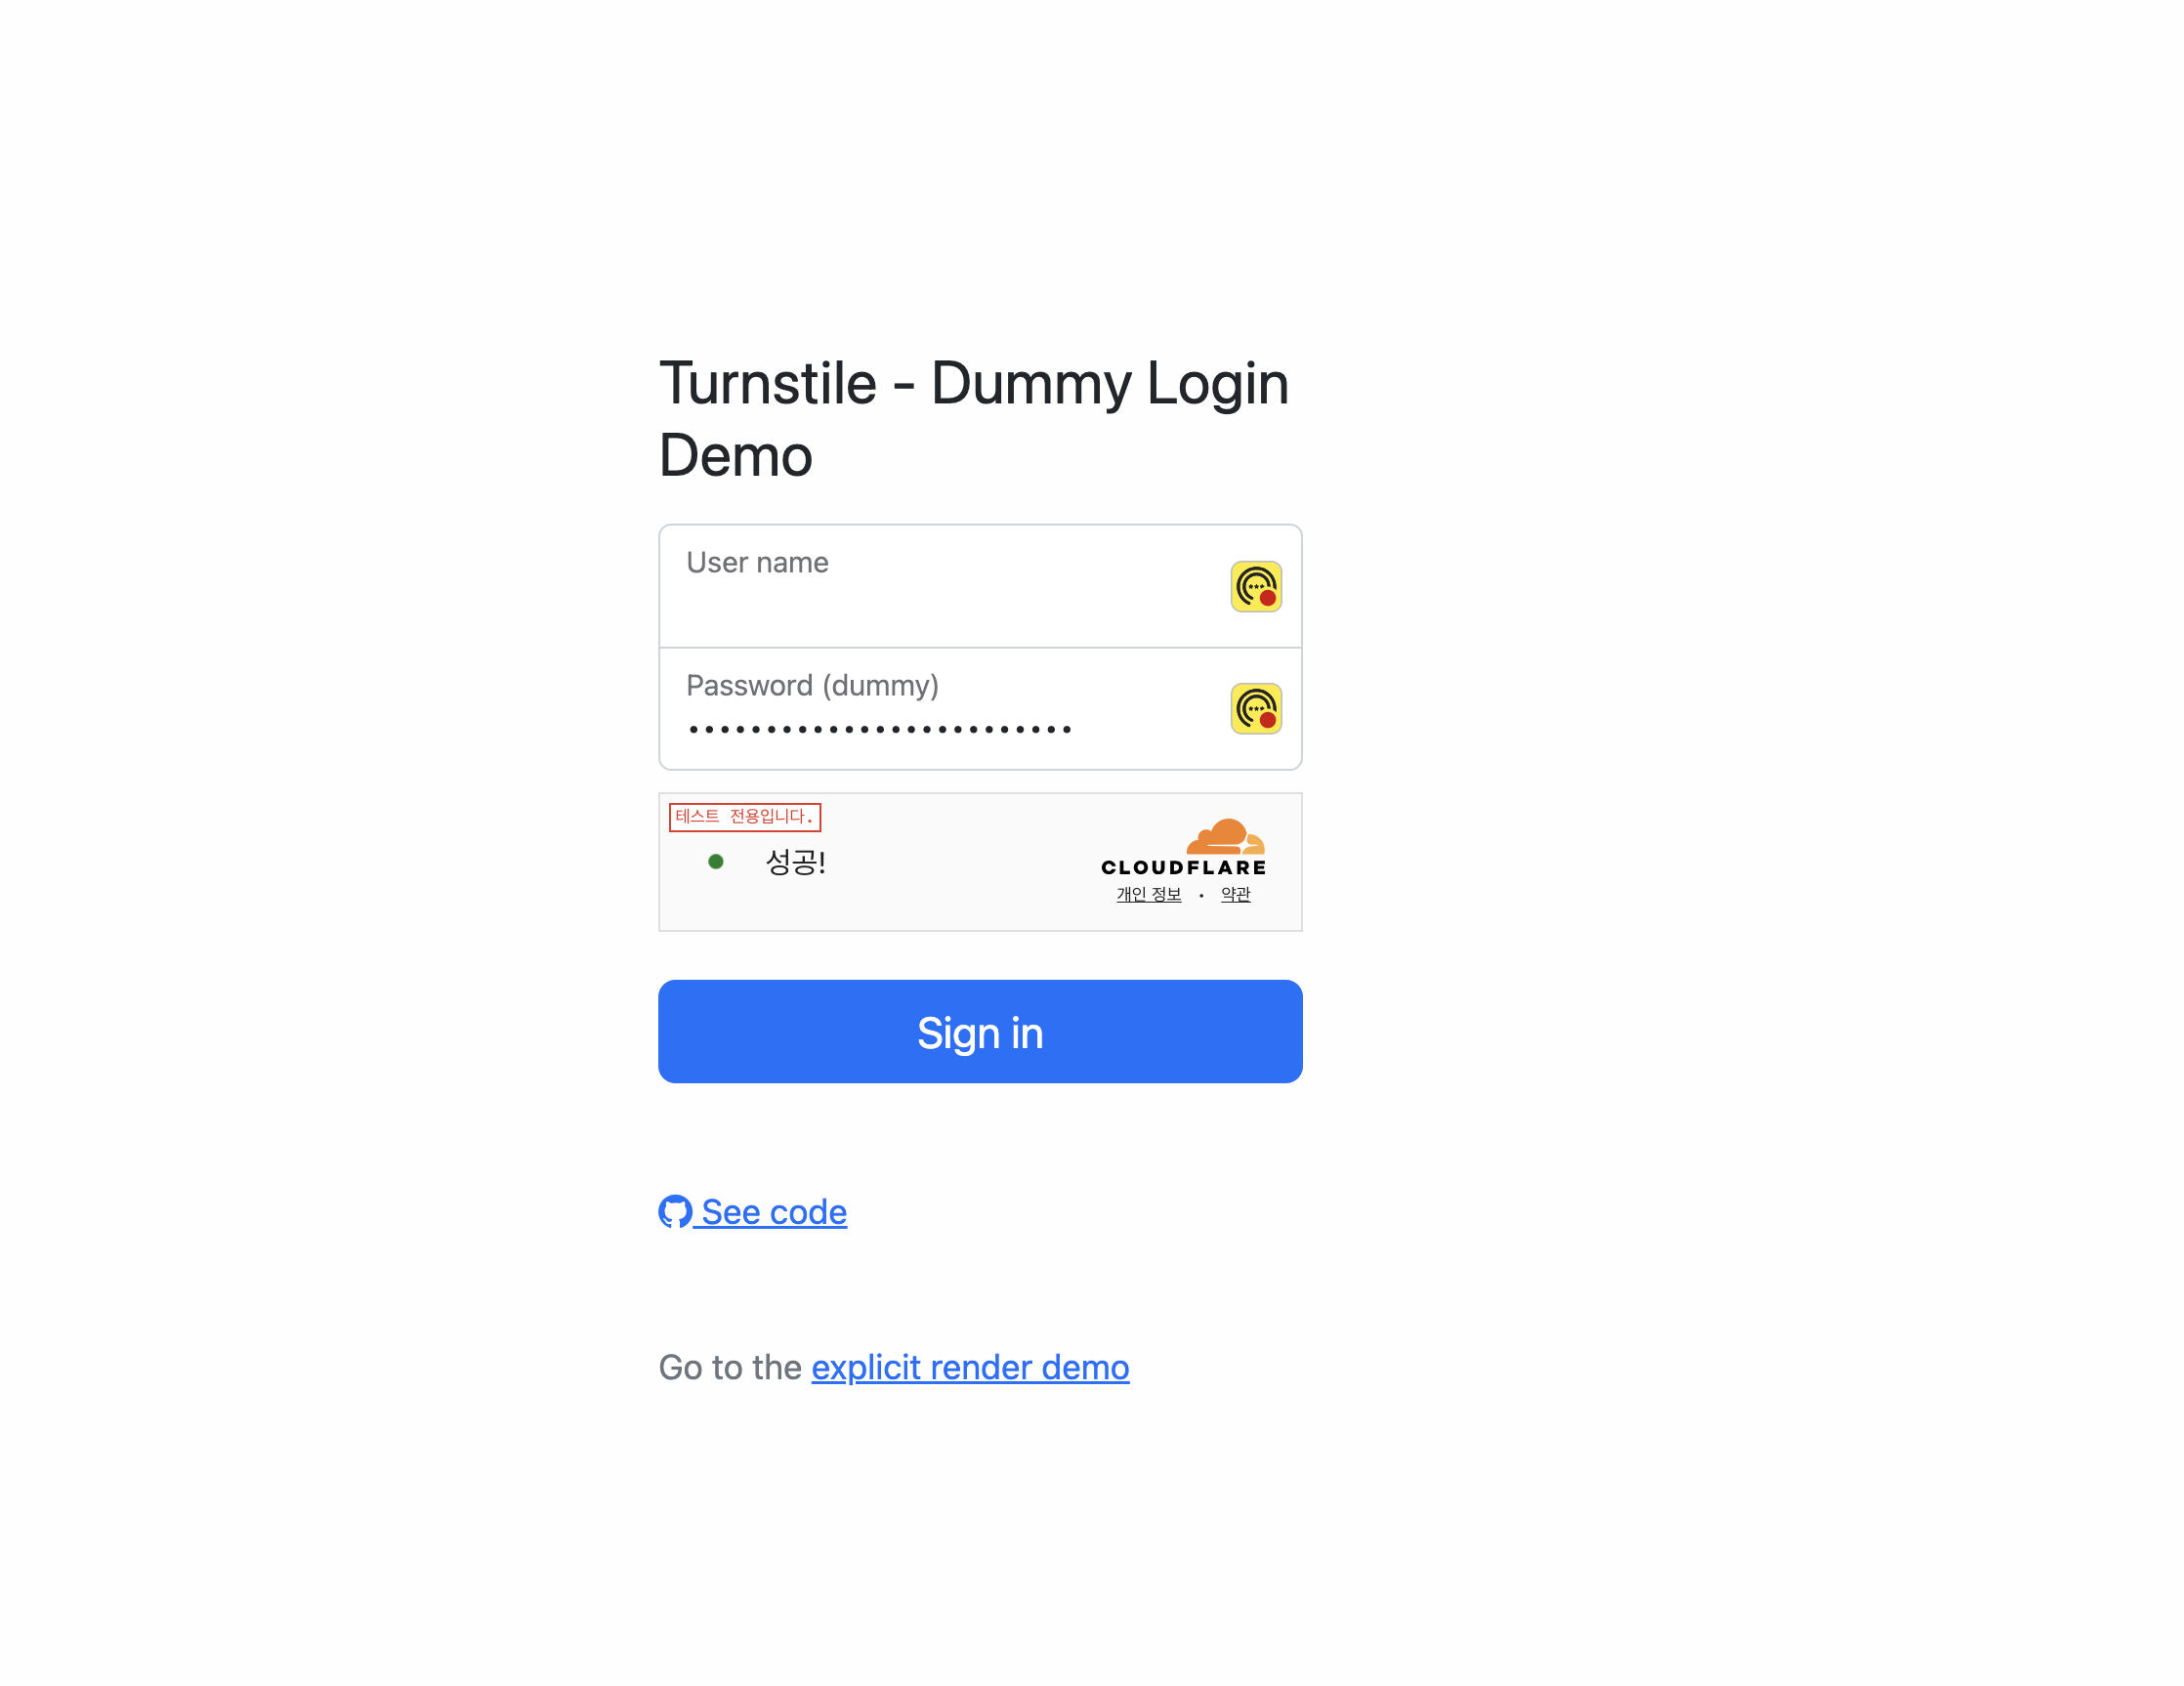 Turnstile - Dummy Login
Demo
User name
Password (dummy)
•••••••••••••••••••••••••
테스트 전용입니다.
성공!
CLOUDFLARE
개인 정보 • 약관
Sign in
See code
Go to the explicit render demo